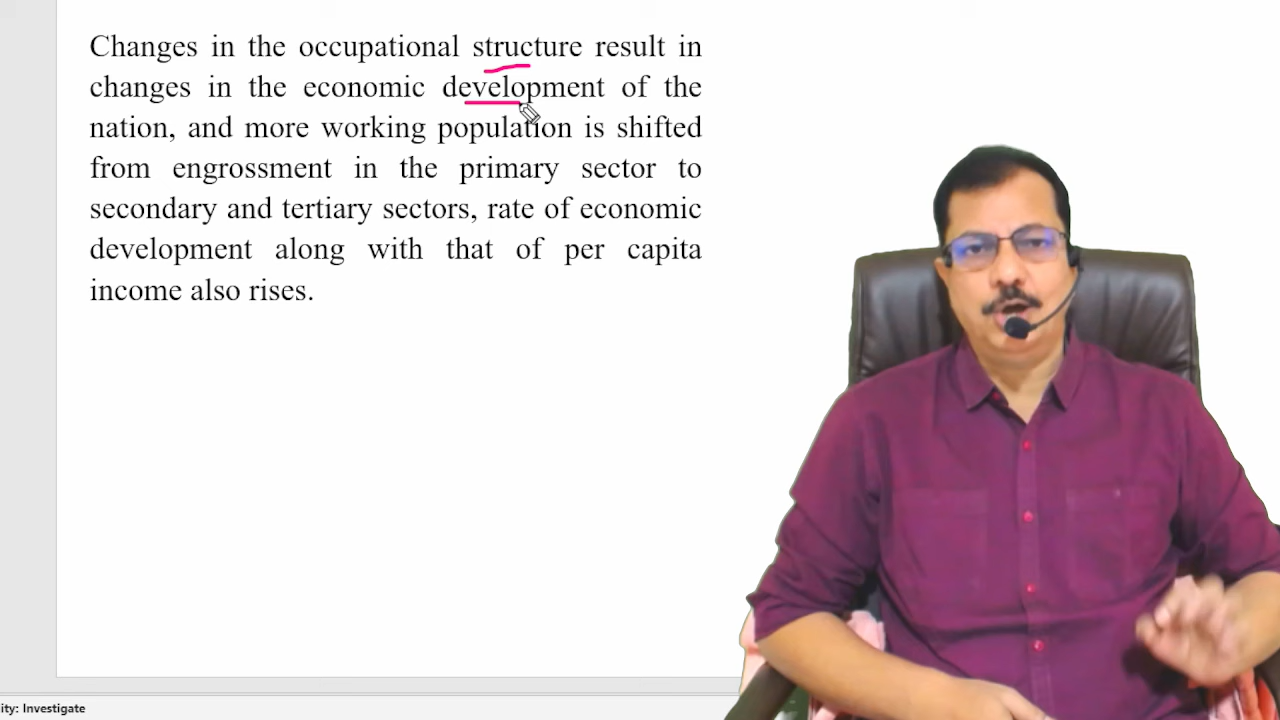 Changes in the occupational structure result in
changes in the economic development of the
nation, and more working population is shifted
from engrossment in the primary sector to
secondary and tertiary sectors, rate of economic
development along with that of per capita
income also rises.
ity: Investigate